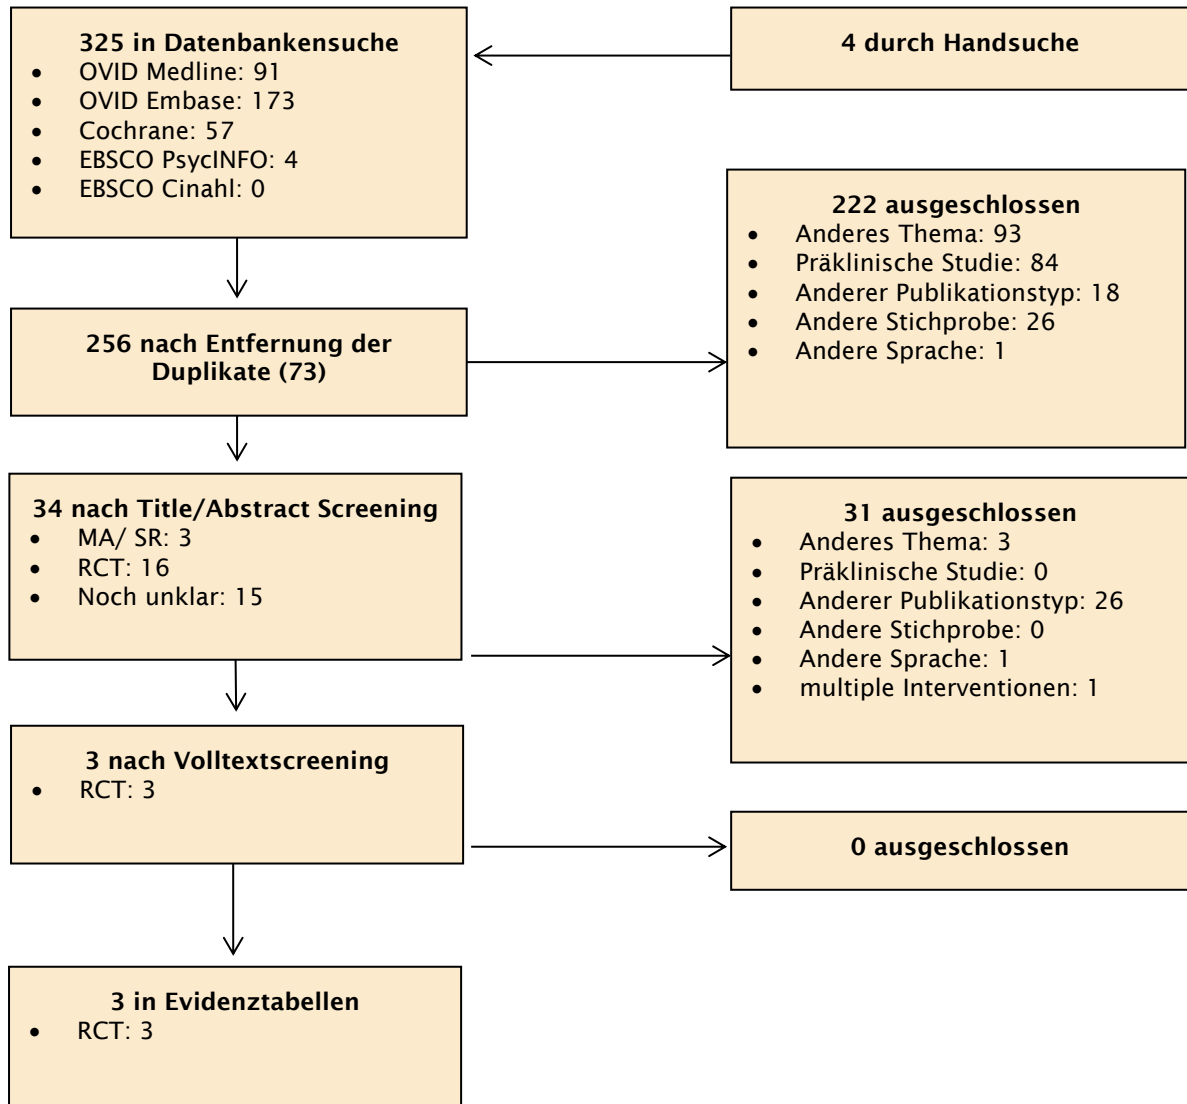 325 in Datenbankensuche
• OVID Medline: 91
• OVID Embase: 173
• Cochrane: 57
• EBSCO PsycINFO: 4
• EBSCO Cinahl: 0
4 durch Handsuche
256 nach Entfernung der
Duplikate (73)
222 ausgeschlossen
• Anderes Thema: 93
• Präklinische Studie: 84
• Anderer Publikationstyp: 18
• Andere Stichprobe: 26
• Andere Sprache: 1
34 nach Title/Abstract Screening
• MA/ SR: 3
• RCT: 16
• Noch unklar: 15
31 ausgeschlossen
• Anderes Thema: 3
• Präklinische Studie: 0
• Anderer Publikationstyp: 26
• Andere Stichprobe: 0
• Andere Sprache: 1
• multiple Interventionen: 1
3 nach Volltextscreening
• RCT: 3
0 ausgeschlossen
3 in Evidenztabellen
• RCT: 3